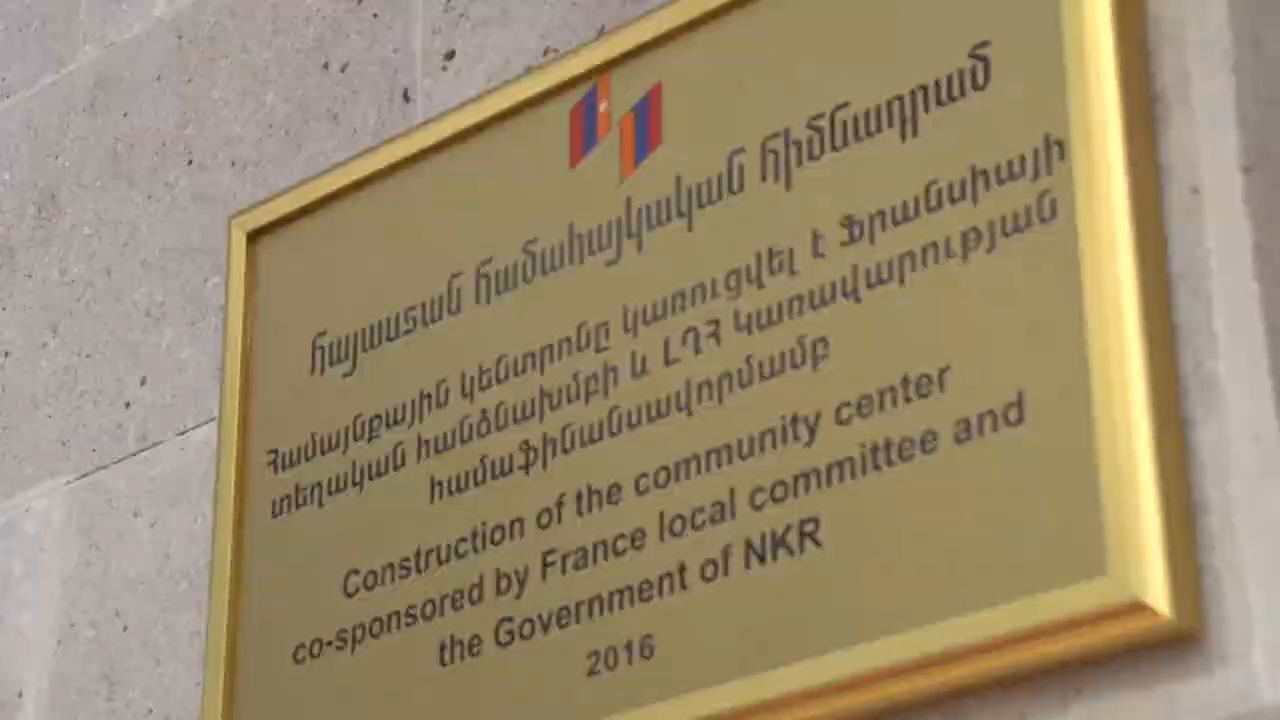 հայաստան համահայկական հիմնադրամ
Համայնքային կենտրոնը կառուցվել է Ֆրանսիայի
տեղական հանձնախմբի և ԼՂՀ կառավարության
համաֆինանսավորմամբ
Construction of the community center
co-sponsored by France local committee and
the Government of NKR
2016